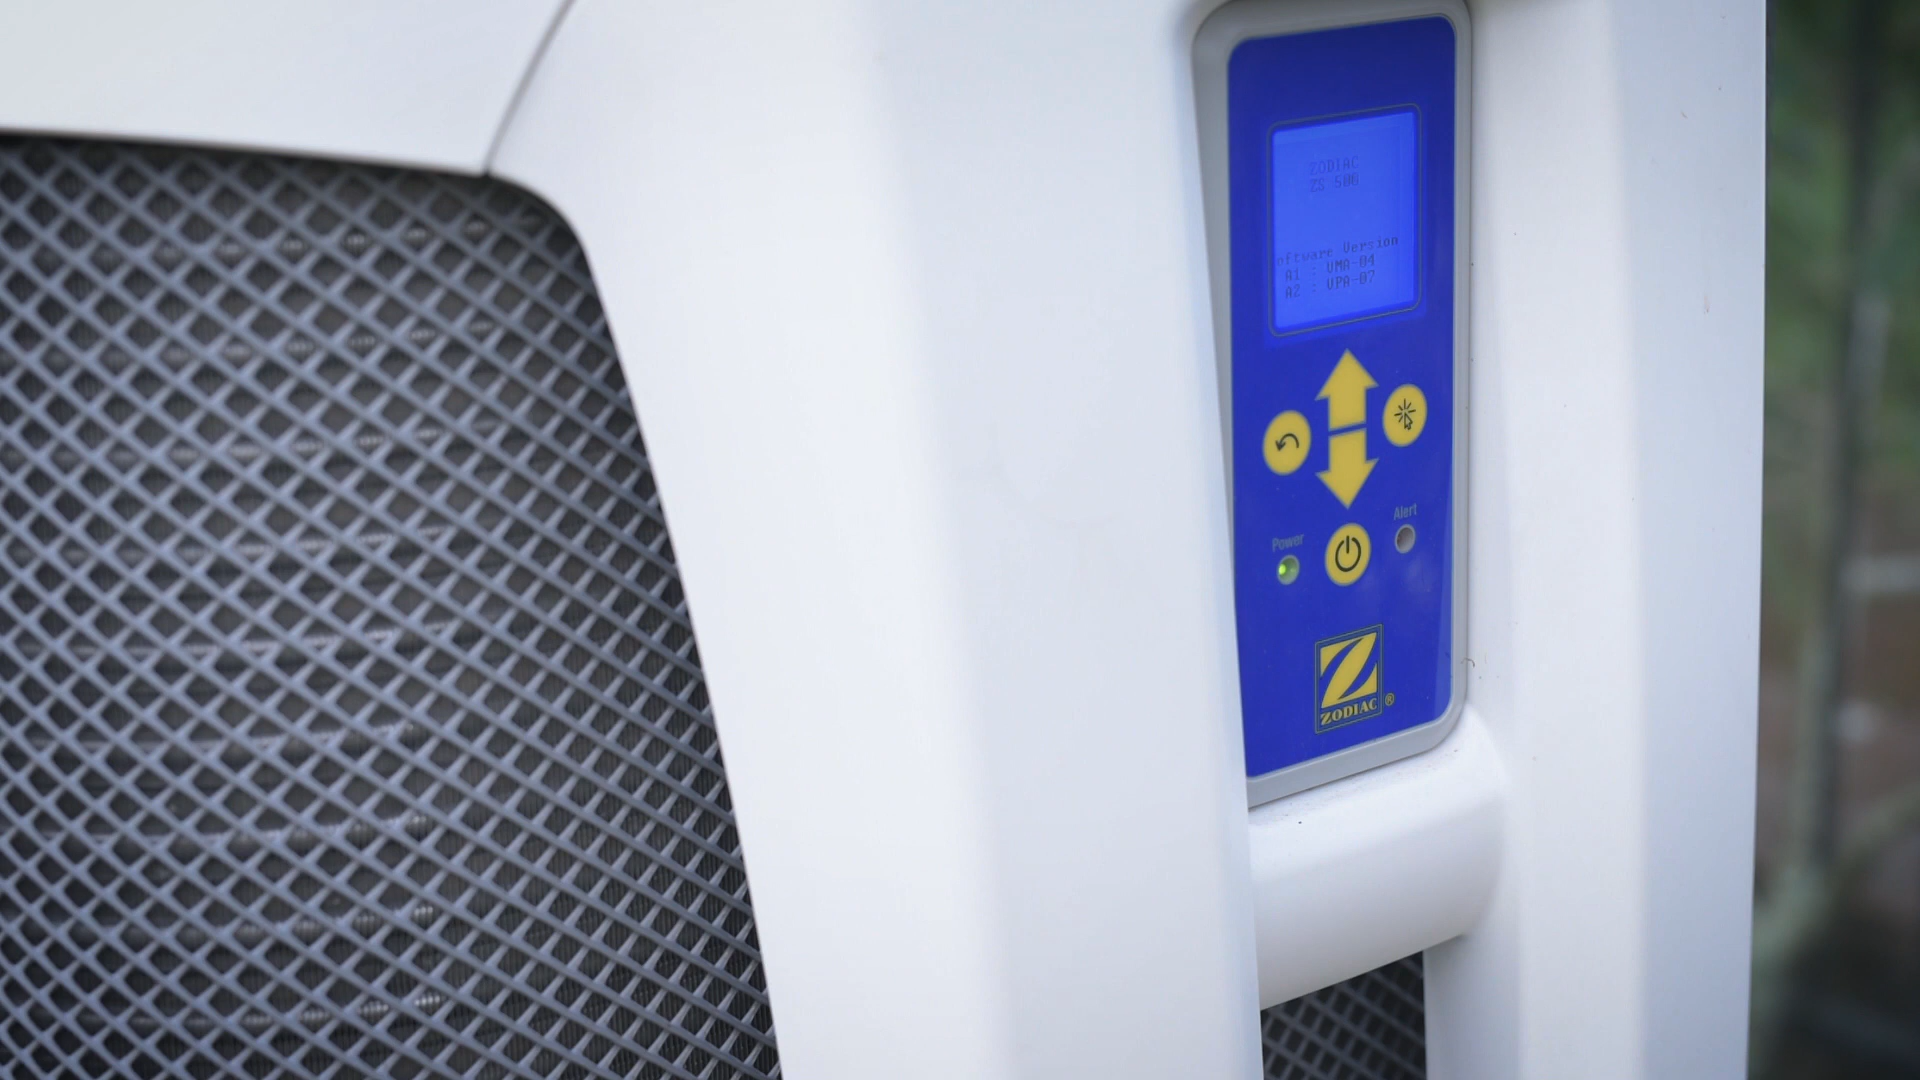 ZODIAC
ZS 500
oftware Version
A1 : VMA-04
A2 : VPA-07
Alert
Power
Z
ZODIAC ®